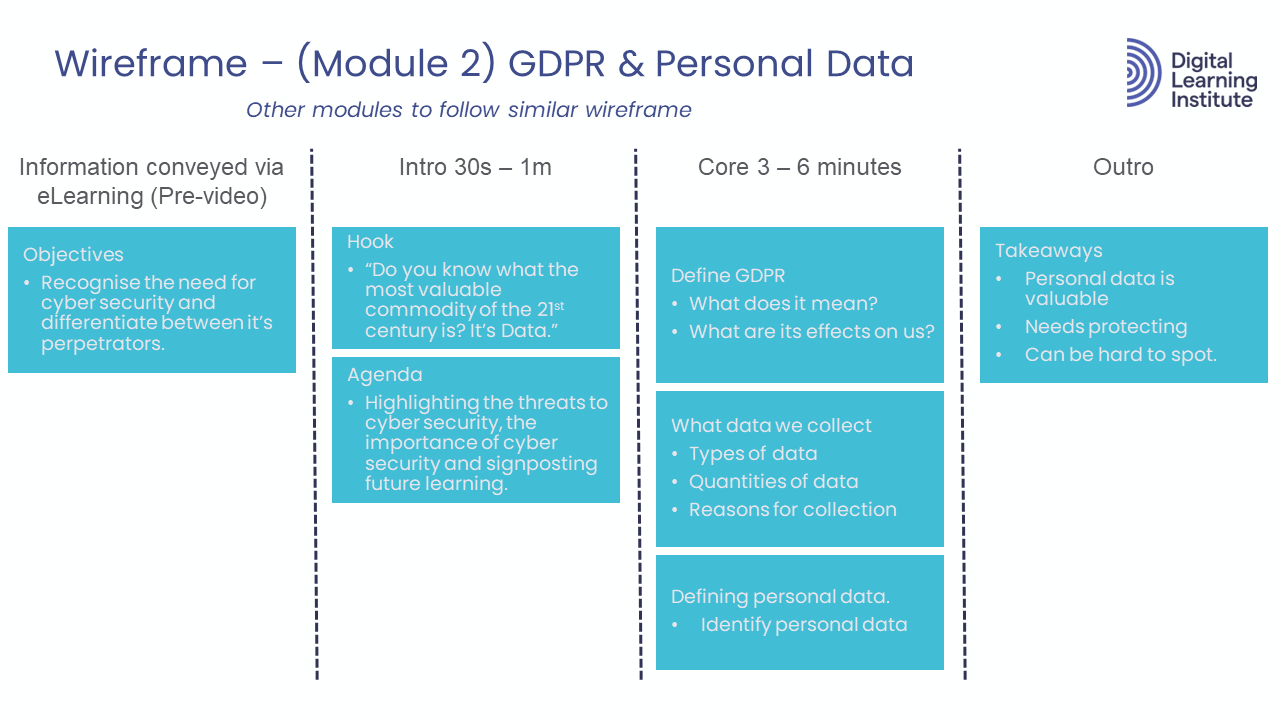 Wireframe – (Module 2) GDPR & Personal Data
Other modules to follow similar wireframe
Digital
Learning
Institute
Information conveyed via
eLearning (Pre-video)
Objectives
• Recognise the need for
cyber security and
differentiate between it's
perpetrators.
Intro 30s – 1m
Hook
• “Do you know what the
most valuable
commodity of the 21st
century is? It's Data.”
Agenda
• Highlighting the threats to
cyber security, the
importance of cyber
security and signposting
future learning.
Core 3 – 6 minutes
Define GDPR
• What does it mean?
• What are its effects on us?
What data we collect
• Types of data
• Quantities of data
• Reasons for collection
Defining personal data.
• Identify personal data
Outro
Takeaways
• Personal data is
valuable
• Needs protecting
• Can be hard to spot.